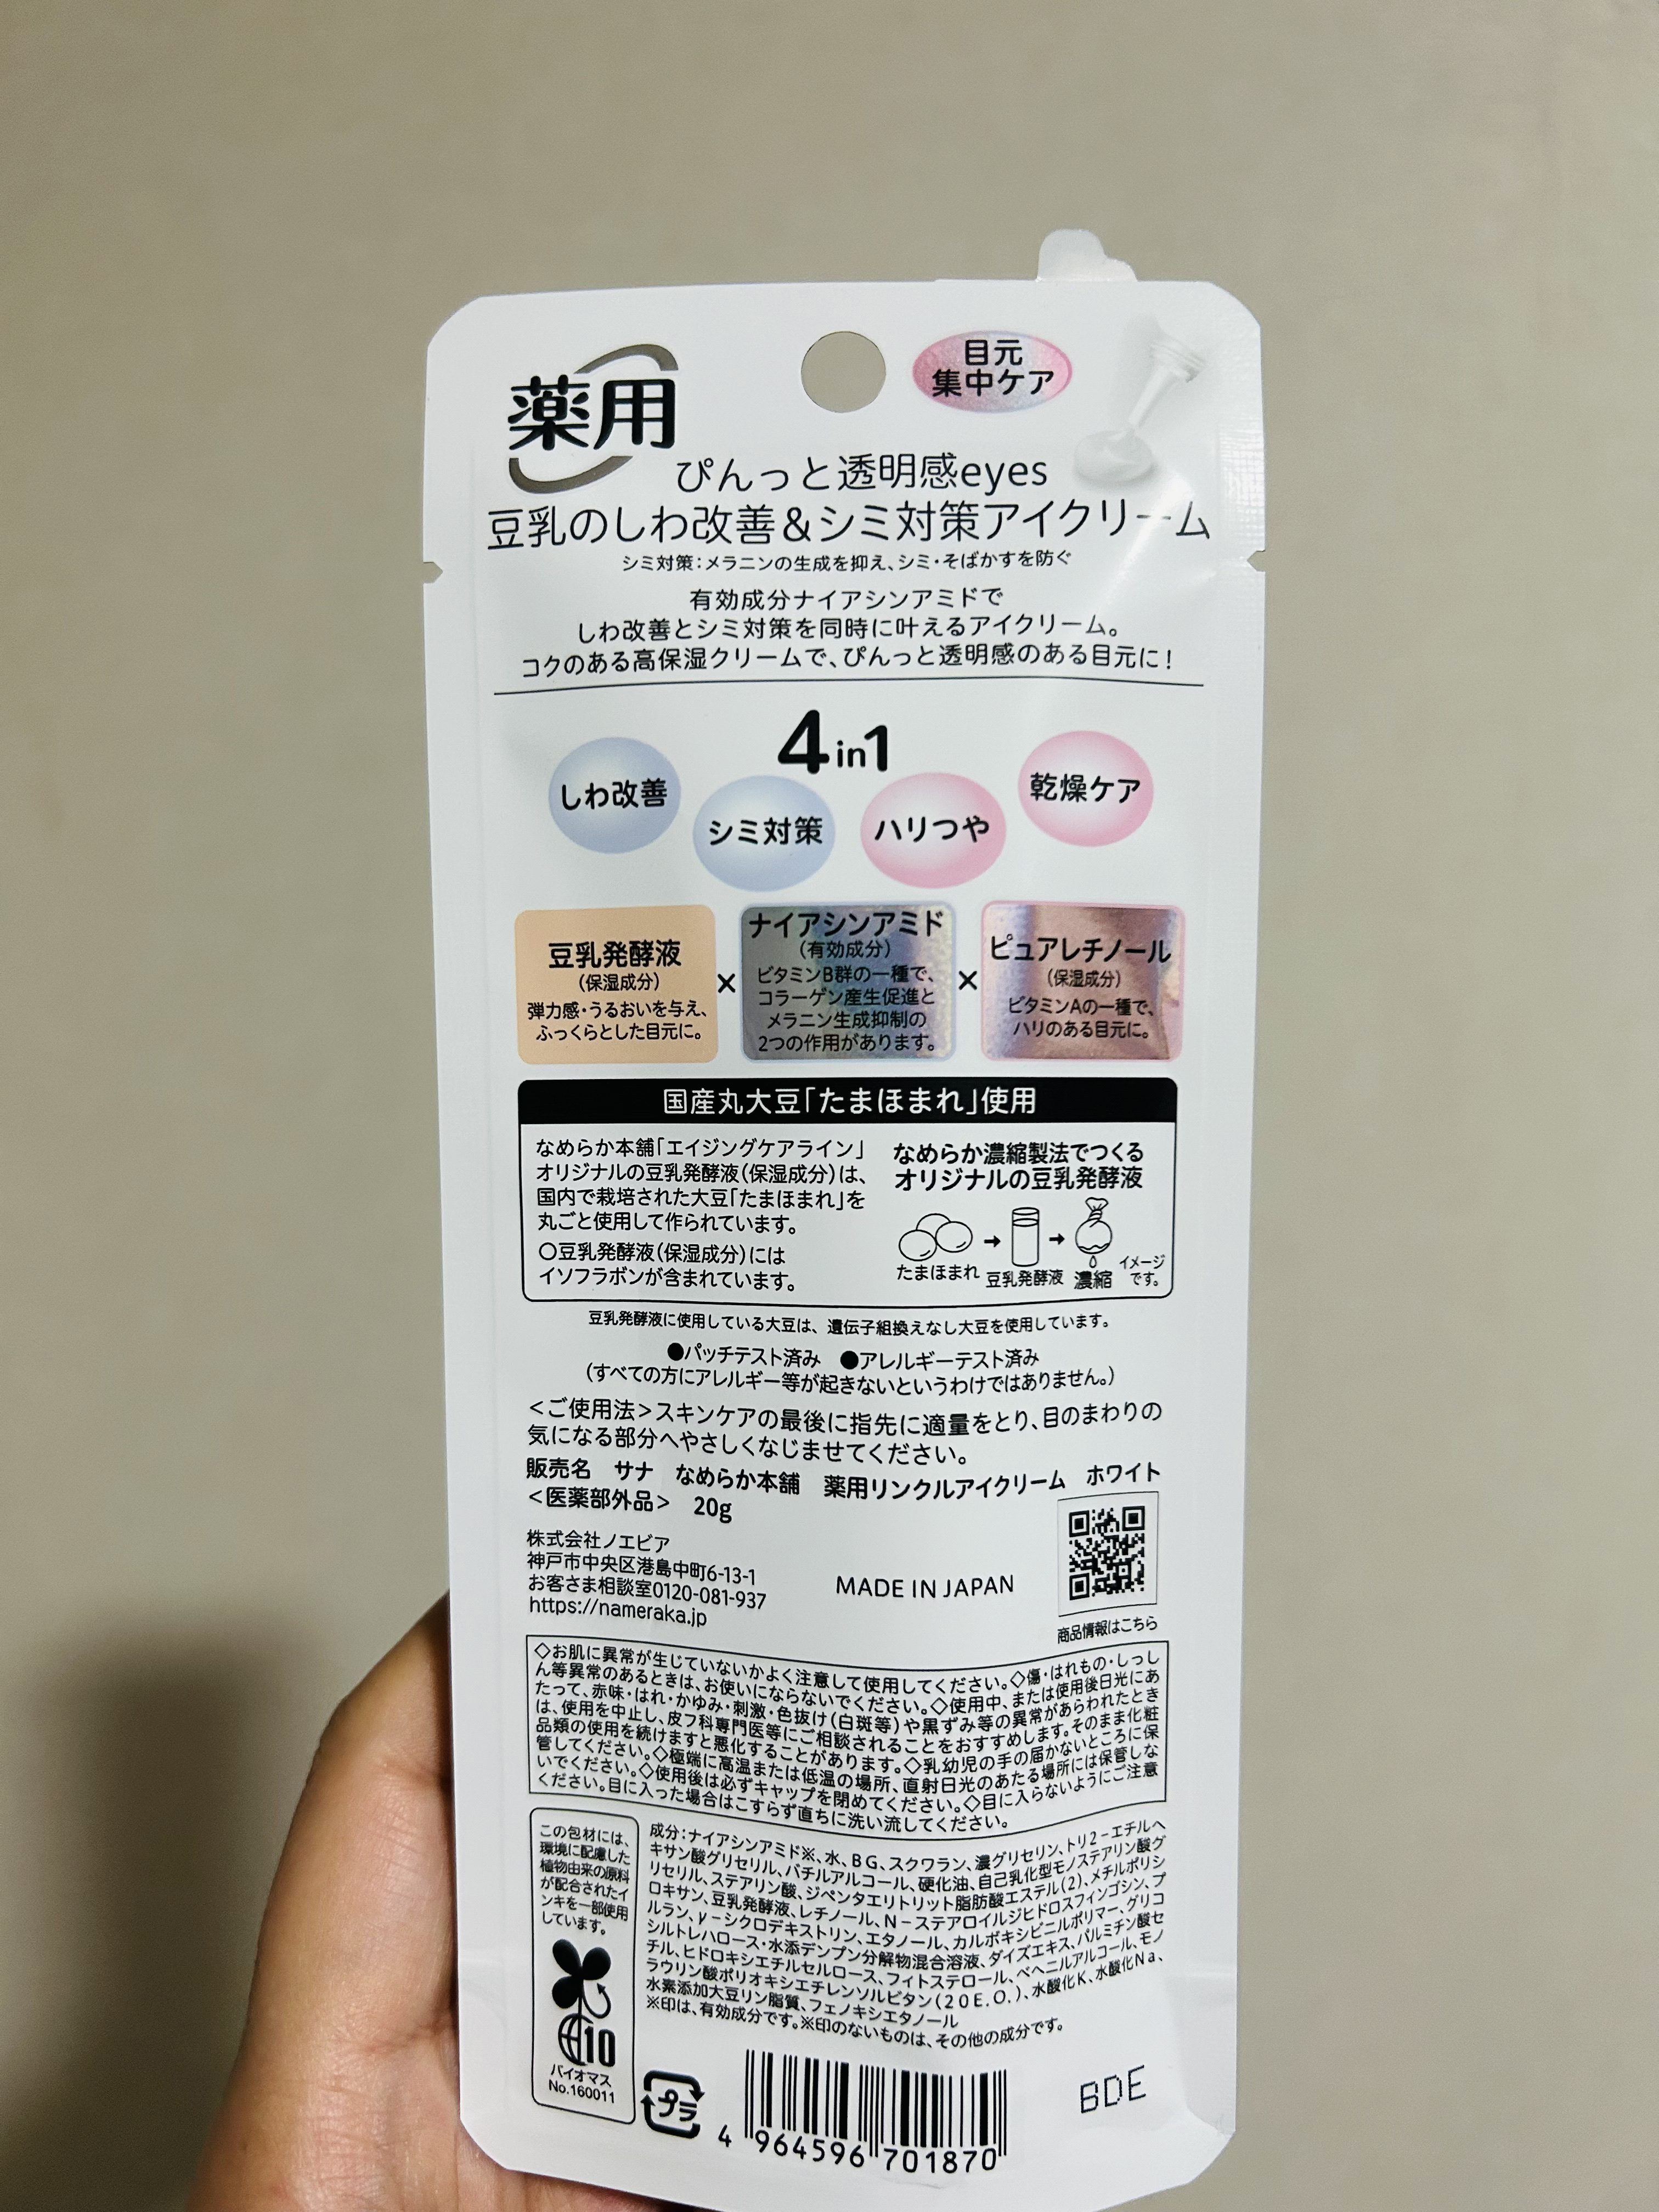 薬用
目元
集中ケア
ぴんっと透明感eyes
豆乳のしわ改善＆シミ対策アイクリーム
シミ対策：メラニンの生成を抑え、シミ・そばかすを防ぐ
有効成分ナイアシンアミドで
しわ改善とシミ対策を同時に叶えるアイクリーム。
コクのある高保湿クリームで、ぴんっと透明感のある目元に！
4in1
しわ改善
シミ対策
ハリつや
乾燥ケア
豆乳発酵液
（保湿成分）
弾力感・うるおいを与え、
ふっくらとした目元に。
×
ナイアシンアミド
（有効成分）
ビタミンB群の一種で、
コラーゲン産生促進と
メラニン生成抑制の
2つの作用があります。
×
ピュアレチノール
（保湿成分）
ビタミンAの一種で、
ハリのある目元に。
国産丸大豆「たまほまれ」使用
なめらか本舗「エイジングケアライン」
オリジナルの豆乳発酵液（保湿成分）は、
国内で栽培された大豆「たまほまれ」を
丸ごと使用して作られています。
○豆乳発酵液（保湿成分）には
イソフラボンが含まれています。
なめらか濃縮製法でつくる
オリジナルの豆乳発酵液
たまほまれ
豆乳発酵液
濃縮
イメージ
です。
豆乳発酵液に使用している大豆は、遺伝子組換えなし大豆を使用しています。
●パッチテスト済み　●アレルギーテスト済み
（すべての方にアレルギー等が起きないというわけではありません。）
＜ご使用法＞スキンケアの最後に指先に適量をとり、目のまわりの
気になる部分へやさしくなじませてください。
販売名　サナ　なめらか本舗　薬用リンクルアイクリーム　ホワイト
＜医薬部外品＞　20g
株式会社ノエビア
神戸市中央区港島中町6-13-1
お客さま相談室0120-081-937
https://nameraka.jp
MADE IN JAPAN
商品情報はこちら
◇お肌に異常が生じていないかよく注意して使用してください。◇傷・はれもの・しっし
ん等異常のあるときは、お使いにならないでください。◇使用中、または使用後日光にあ
たって、赤味・はれ・かゆみ・刺激・色抜け（白斑等）や黒ずみ等の異常があらわれたとき
は、使用を中止し、皮フ科専門医等にご相談されることをおすすめします。そのまま化粧
品類の使用を続けますと悪化することがあります。◇乳幼児の手の届かないところに保
管してください。◇極端に高温または低温の場所、直射日光のあたる場所には保管しな
いでください。◇使用後は必ずキャップを閉めてください。◇目に入らないようにご注意
ください。目に入った場合はこすらず直ちに洗い流してください。
この包材には、
環境に配慮した
植物由来の原料
が配合されたイ
ンキを一部使用
しています。
10
バイオマス
No.160011
成分：ナイアシンアミド※、水、ＢＧ、スクワラン、濃グリセリン、トリ２－エチルヘ
キサン酸グリセリル、バチルアルコール、硬化油、自己乳化型モノステアリン酸グ
リセリル、ステアリン酸、ジペンタエリトリット脂肪酸エステル（２）、メチルポリシ
ロキサン、豆乳発酵液、レチノール、Ｎ－ステアロイルジヒドロスフィンゴシン、プ
ルラン、γ－シクロデキストリン、エタノール、カルボキシビニルポリマー、グリコ
シルトレハロース・水添デンプン分解物混合溶液、ダイズエキス、パルミチン酸セ
チル、ヒドロキシエチルセルロース、フィトステロール、ベヘニルアルコール、モノ
ラウリン酸ポリオキシエチレンソルビタン（２０Ｅ.Ｏ.）、水酸化Ｋ、水酸化Ｎａ、
水素添加大豆リン脂質、フェノキシエタノール
※印は、有効成分です。※印のないものは、その他の成分です。
プラ
4 964596 701870
BDE